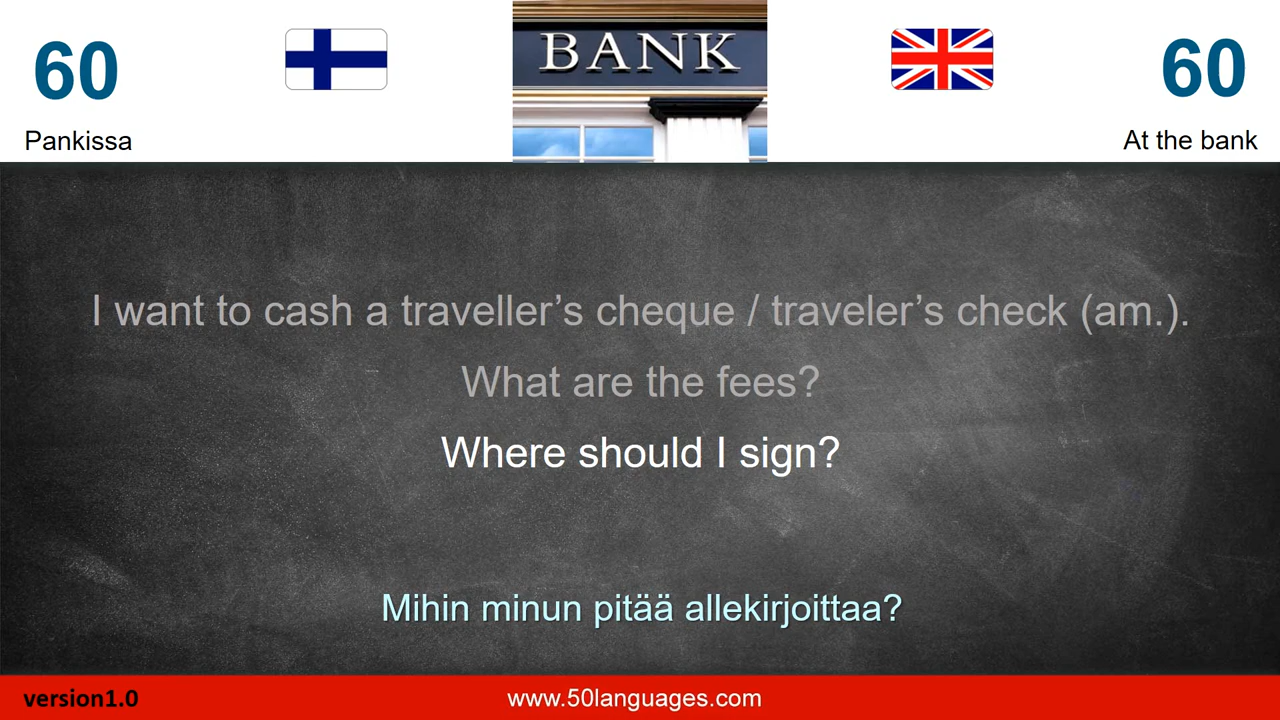 60
BANK
60
Pankissa
At the bank
I want to cash a traveller’s cheque / traveler’s check (am.).
What are the fees?
Where should I sign?
Mihin minun pitää allekirjoittaa?
version1.0
www.50languages.com